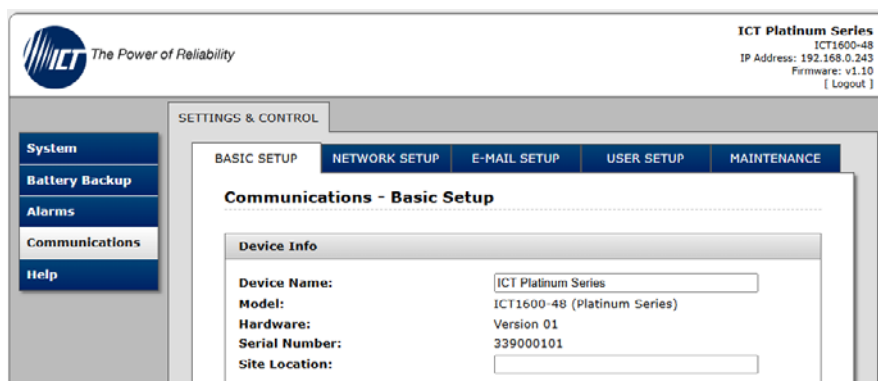 ICT The Power of Reliability
ICT Platinum Series
ICT1600-48
IP Address: 192.168.0.243
Firmware: v1.10
[ Logout ]
SETTINGS & CONTROL
System
Battery Backup
Alarms
Communications
Help
BASIC SETUP NETWORK SETUP E-MAIL SETUP USER SETUP MAINTENANCE
Communications - Basic Setup
Device Info
Device Name: ICT Platinum Series
Model: ICT1600-48 (Platinum Series)
Hardware: Version 01
Serial Number: 339000101
Site Location: